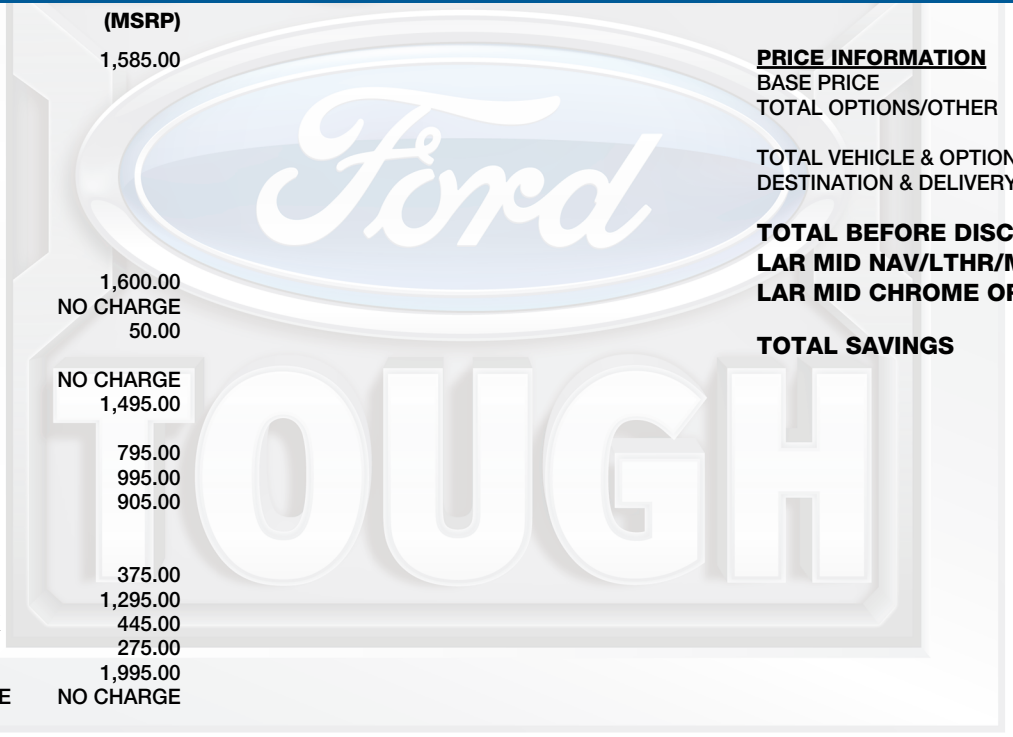 (MSRP)
1,585.00
1,600.00
NO CHARGE
50.00
NO CHARGE
1,495.00
795.00
995.00
905.00
375.00
1,295.00
445.00
275.00
1,995.00
E NO CHARGE
PRICE INFORMATION
BASE PRICE
TOTAL OPTIONS/OTHER
TOTAL VEHICLE & OPTION
DESTINATION & DELIVERY
TOTAL BEFORE DISC
LAR MID NAV/LTHR/M
LAR MID CHROME OP
TOTAL SAVINGS
Ford
TOUGH